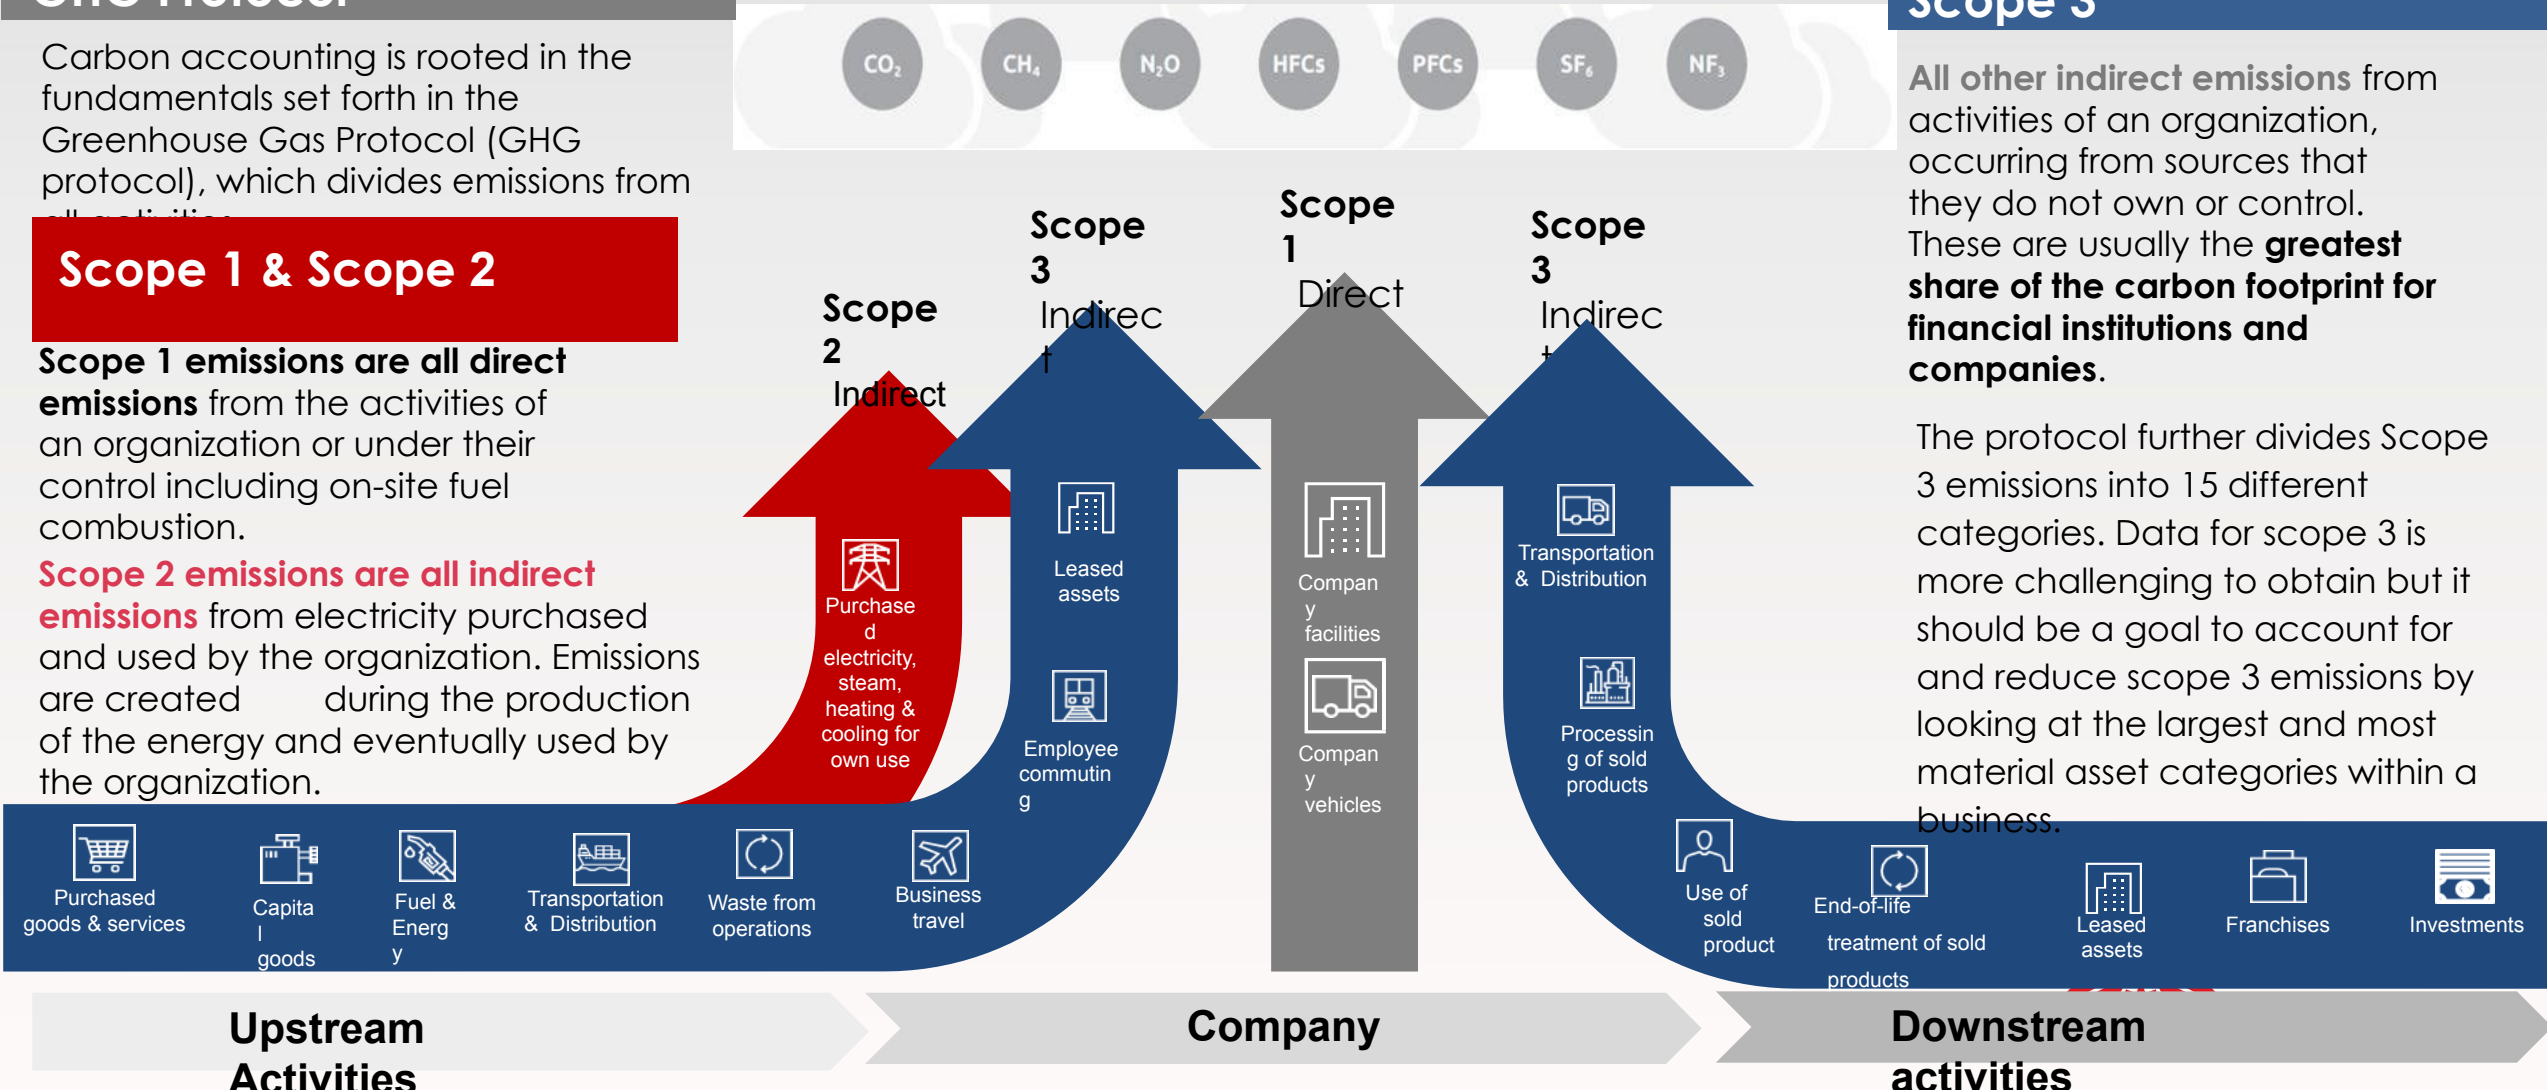 GHG Protocol
Carbon accounting is rooted in the
fundamentals set forth in the
Greenhouse Gas Protocol (GHG
protocol), which divides emissions from
all activities
Scope 1 & Scope 2
Scope 1 emissions are all direct
emissions from the activities of
an organization or under their
control including on-site fuel
combustion.
Scope 2 emissions are all indirect
emissions from electricity purchased
and used by the organization. Emissions
are created during the production
of the energy and eventually used by
the organization.
CO₂ CH₄ N₂O HFCs PFCs SF₆ NF₃
Scope
2
Indirect
Scope
3
Indirec
t
Scope
1
Direct
Scope
3
Indirec
t
Purchase
d
electricity,
steam,
heating &
cooling for
own use
Leased
assets
Employee
commutin
g
Compan
y
facilities
Compan
y
vehicles
Transportation
& Distribution
Processin
g of sold
products
Scope 3
All other indirect emissions from
activities of an organization,
occurring from sources that
they do not own or control.
These are usually the greatest
share of the carbon footprint for
financial institutions and
companies.
The protocol further divides Scope
3 emissions into 15 different
categories. Data for scope 3 is
more challenging to obtain but it
should be a goal to account for
and reduce scope 3 emissions by
looking at the largest and most
material asset categories within a
business.
Purchased
goods & services
Capita
l
goods
Fuel &
Energ
y
Transportation
& Distribution
Waste from
operations
Business
travel
Use of
sold
product
End-of-life
treatment of sold
products
Leased
assets
Franchises
Investments
Upstream
Activities
Company
Downstream
activities